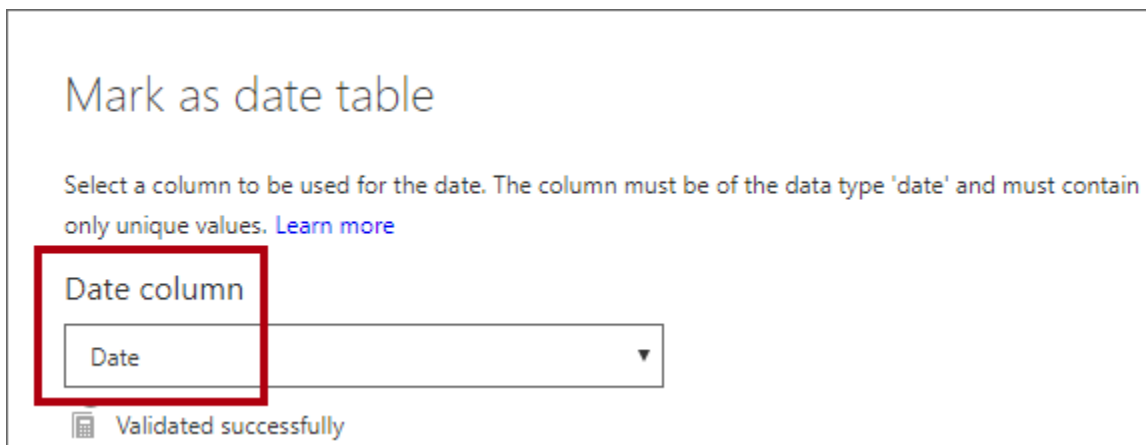 Mark as date table
Select a column to be used for the date. The column must be of the data type 'date' and must contain
only unique values. Learn more
Date column
Date
Validated successfully